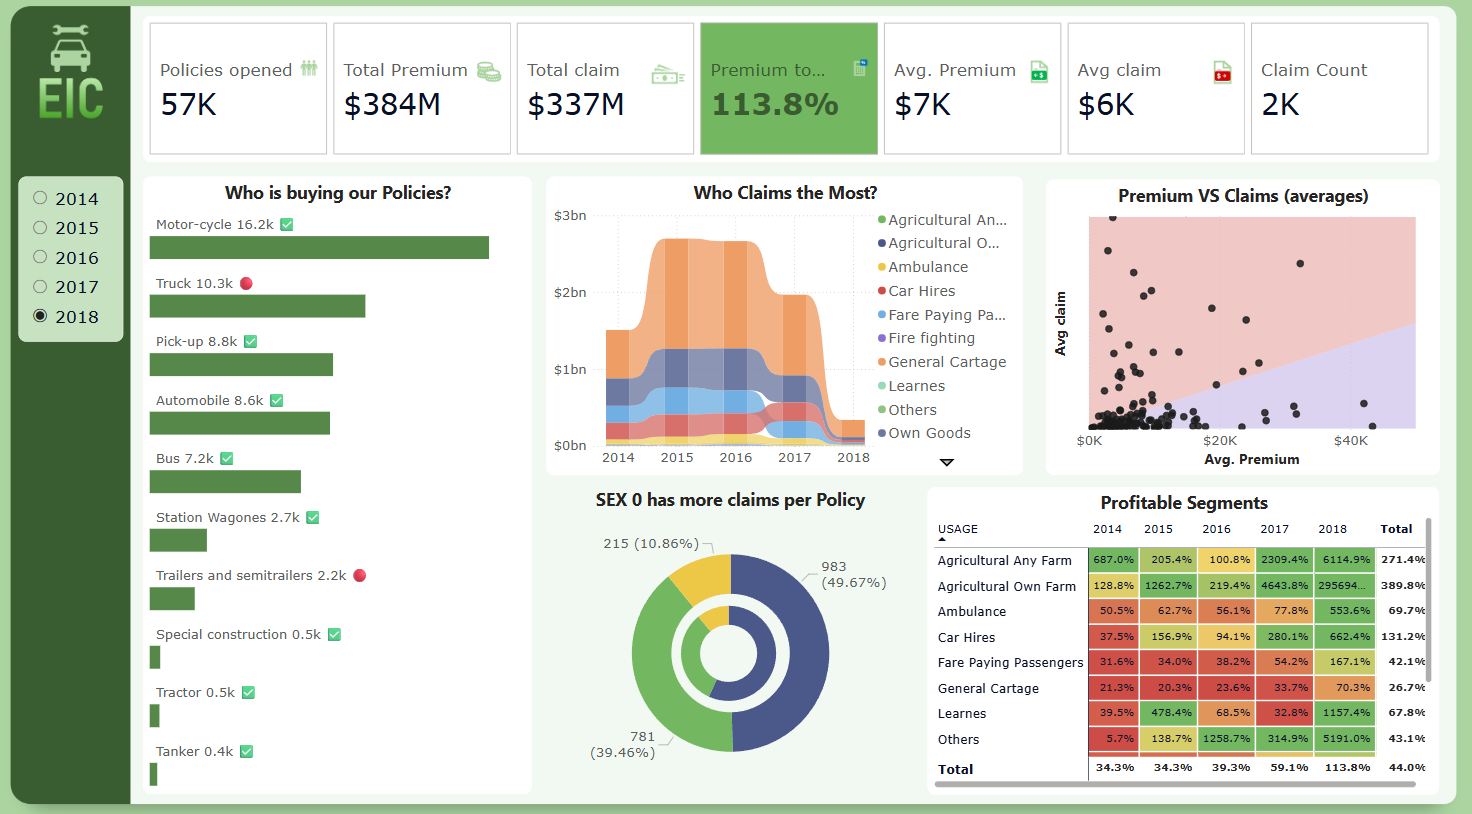 EIC
2014
2015
2016
2017
2018
Policies opened
57K
Total Premium
$384M
Total claim
$337M
Premium to...
113.8%
Avg. Premium
$7K
Avg claim
$6K
Claim Count
2K
Who is buying our Policies?
Motor-cycle 16.2k ✅
Truck 10.3k 🔴
Pick-up 8.8k ✅
Automobile 8.6k ✅
Bus 7.2k ✅
Station Wagones 2.7k ✅
Trailers and semitrailers 2.2k 🔴
Special construction 0.5k ✅
Tractor 0.5k ✅
Tanker 0.4k ✅
Who Claims the Most?
$3bn
$2bn
$1bn
$0bn
2014 2015 2016 2017 2018
Agricultural An...
Agricultural O...
Ambulance
Car Hires
Fare Paying Pa...
Fire fighting
General Cartage
Learnes
Others
Own Goods
Premium VS Claims (averages)
Avg claim
$0K $20K $40K
Avg. Premium
SEX 0 has more claims per Policy
215 (10.86%)
983
(49.67%)
781
(39.46%)
Profitable Segments
USAGE 2014 2015 2016 2017 2018 Total
Agricultural Any Farm 687.0% 205.4% 100.8% 2309.4% 6114.9% 271.4%
Agricultural Own Farm 128.8% 1262.7% 219.4% 4643.8% 295694... 389.8%
Ambulance 50.5% 62.7% 56.1% 77.8% 553.6% 69.7%
Car Hires 37.5% 156.9% 94.1% 280.1% 662.4% 131.2%
Fare Paying Passengers 31.6% 34.0% 38.2% 54.2% 167.1% 42.1%
General Cartage 21.3% 20.3% 23.6% 33.7% 70.3% 26.7%
Learnes 39.5% 478.4% 68.5% 32.8% 1157.4% 67.8%
Others 5.7% 138.7% 1258.7% 314.9% 5191.0% 43.1%
Total 34.3% 34.3% 39.3% 59.1% 113.8% 44.0%